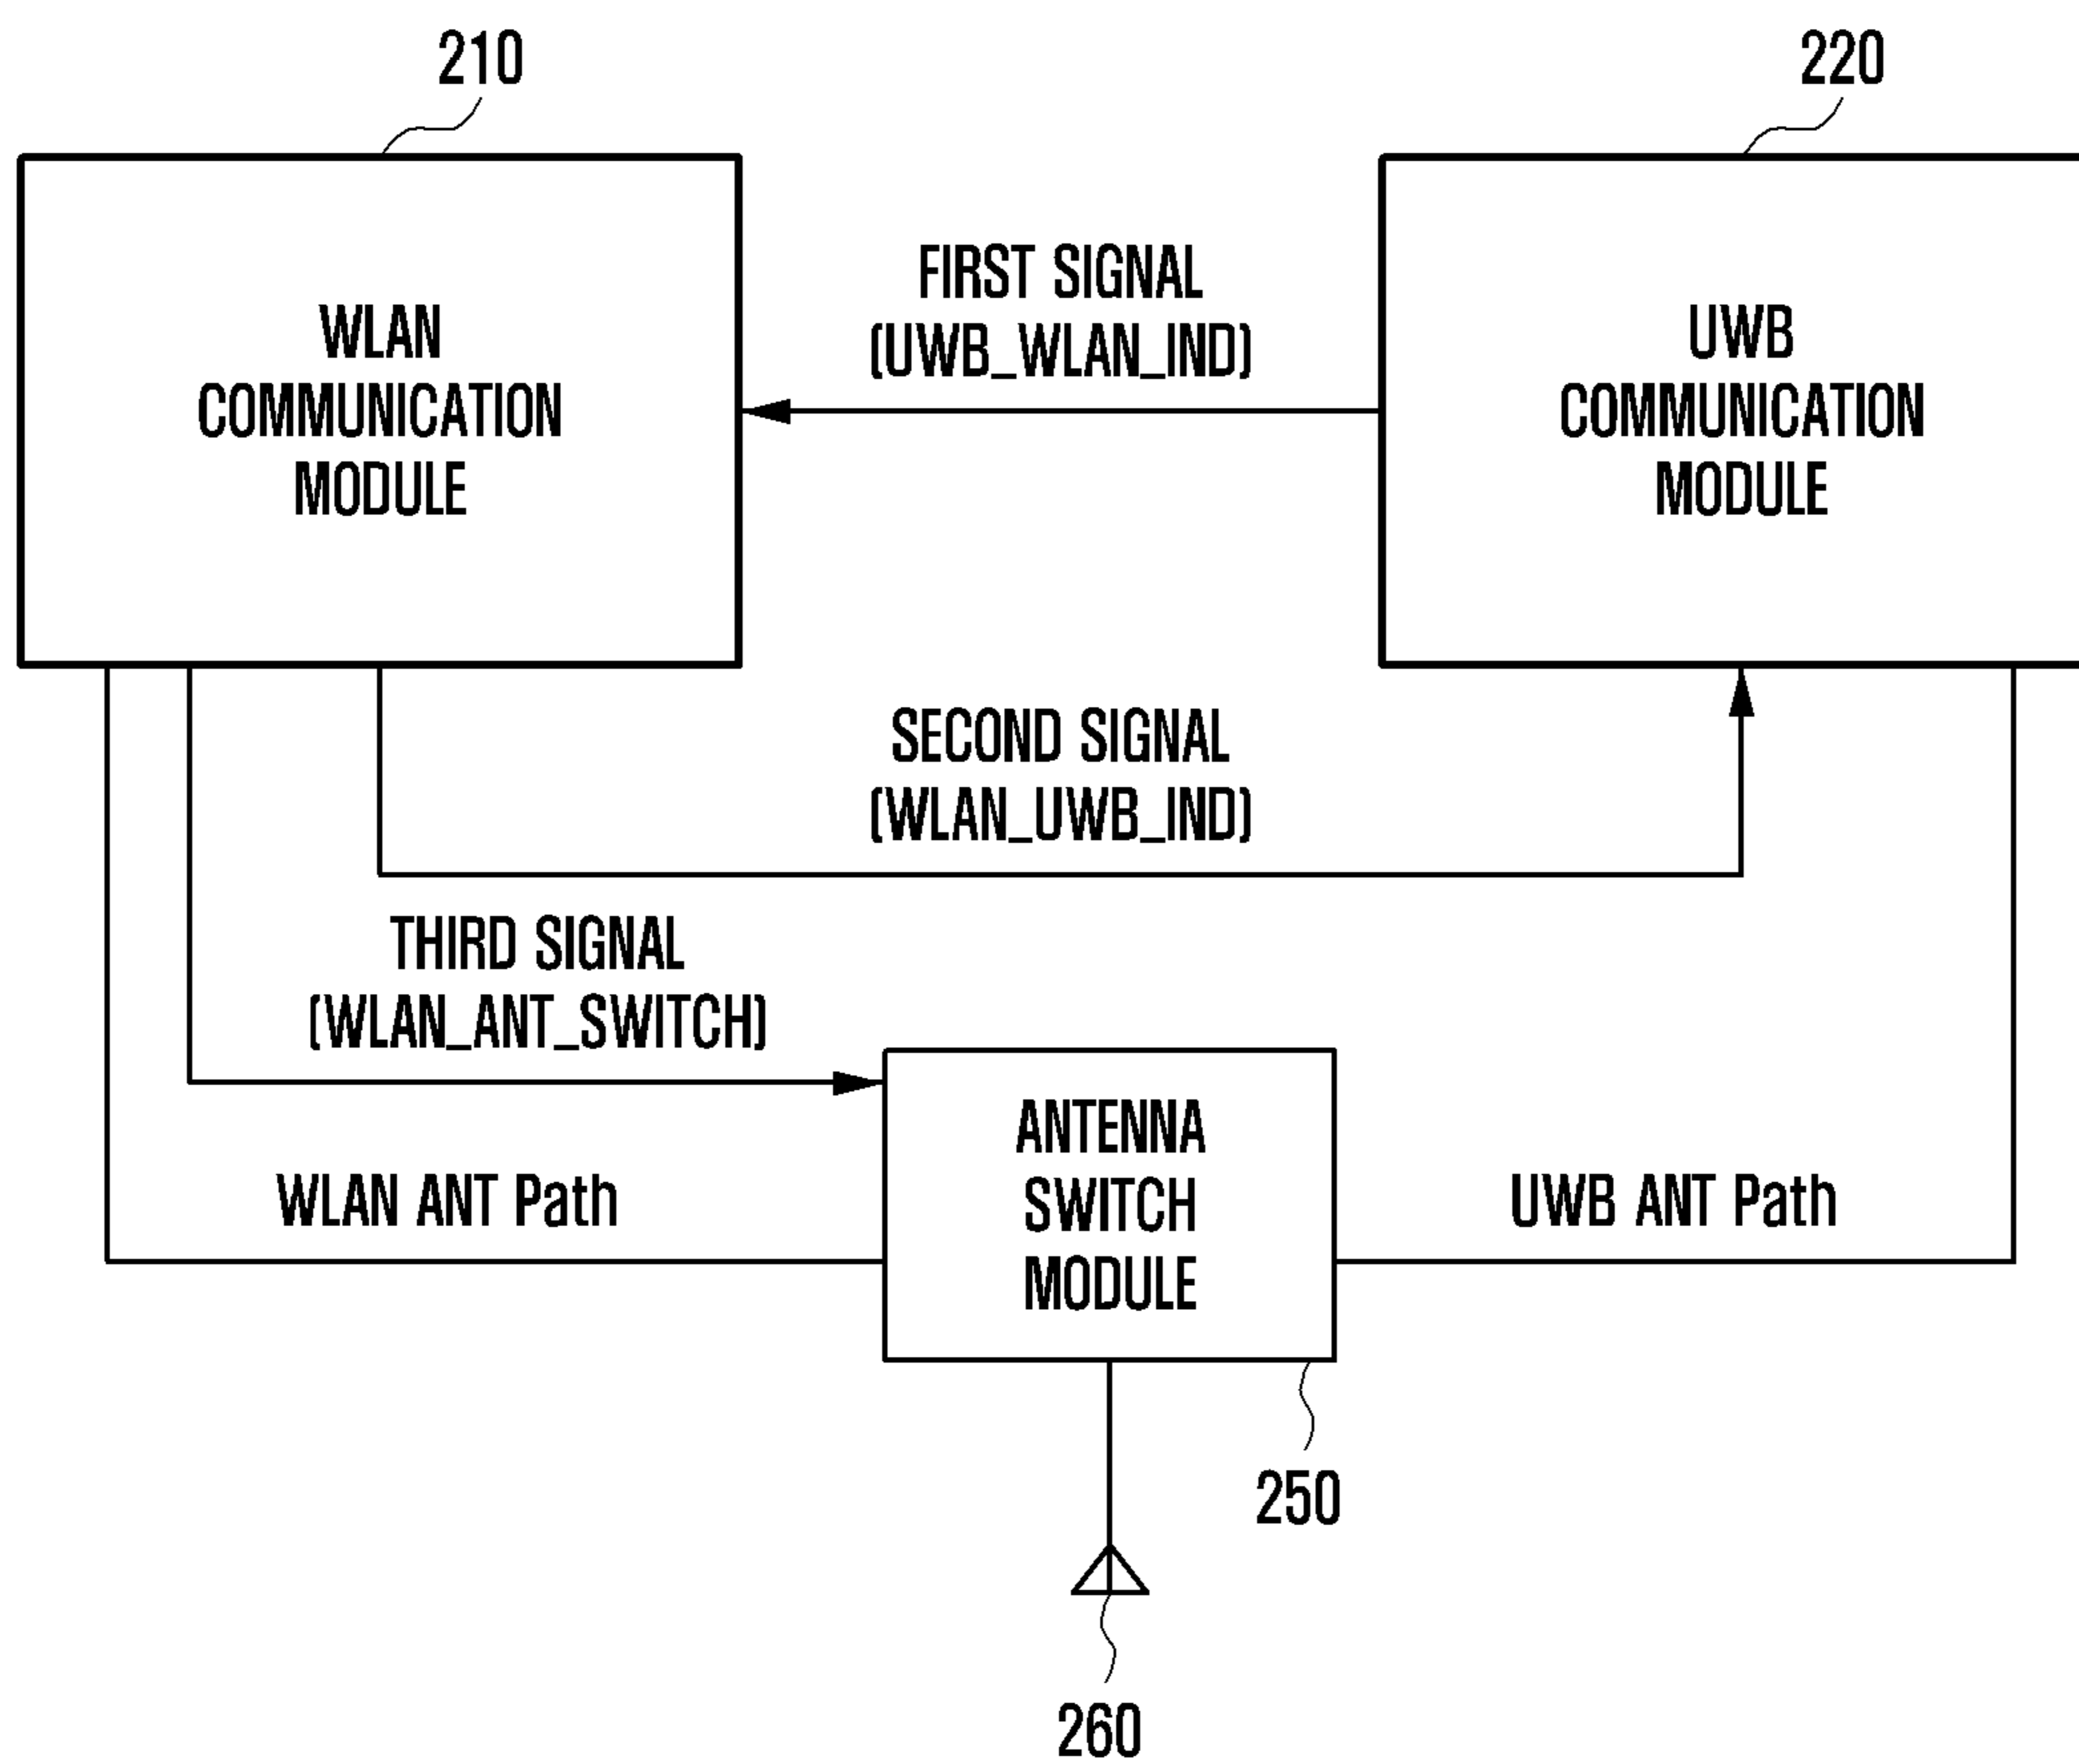 210
220
WLAN
COMMUNICATION
MODULE
FIRST SIGNAL
(UWB_WLAN_IND)
UWB
COMMUNICATION
MODULE
SECOND SIGNAL
(WLAN_UWB_IND)
THIRD SIGNAL
(WLAN_ANT_SWITCH)
ANTENNA
SWITCH
MODULE
WLAN ANT Path
UWB ANT Path
250
260